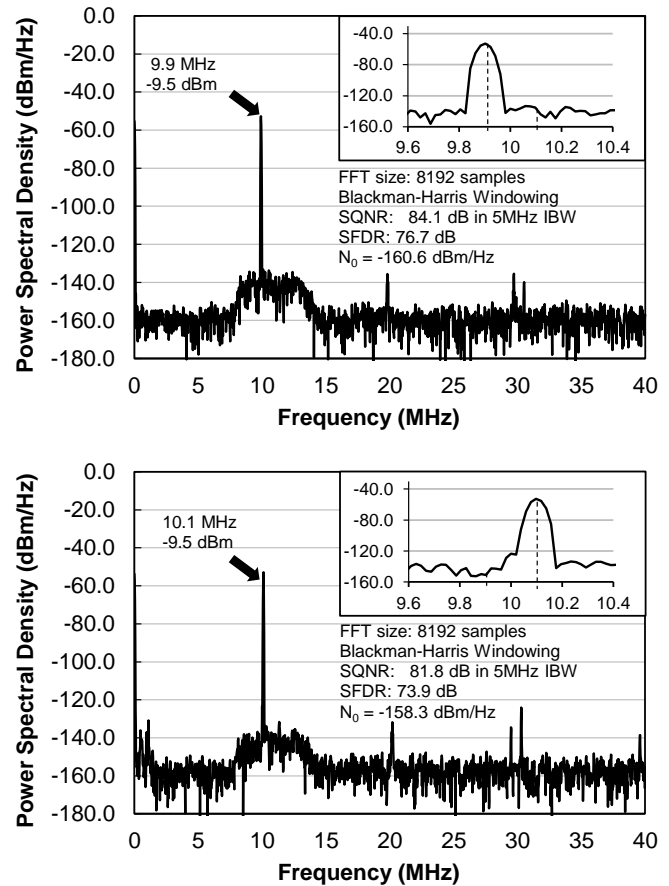 Power Spectral Density (dBm/Hz)
0.0
-20.0
-40.0
-60.0
-80.0
-100.0
-120.0
-140.0
-160.0
-180.0
9.9 MHz
-9.5 dBm
-40.0
-80.0
-120.0
-160.0
9.6 9.8 10 10.2 10.4
FFT size: 8192 samples
Blackman-Harris Windowing
SQNR: 84.1 dB in 5MHz IBW
SFDR: 76.7 dB
N0 = -160.6 dBm/Hz
0 5 10 15 20 25 30 35 40
Frequency (MHz)
Power Spectral Density (dBm/Hz)
0.0
-20.0
-40.0
-60.0
-80.0
-100.0
-120.0
-140.0
-160.0
-180.0
10.1 MHz
-9.5 dBm
-40.0
-80.0
-120.0
-160.0
9.6 9.8 10 10.2 10.4
FFT size: 8192 samples
Blackman-Harris Windowing
SQNR: 81.8 dB in 5MHz IBW
SFDR: 73.9 dB
N0 = -158.3 dBm/Hz
0 5 10 15 20 25 30 35 40
Frequency (MHz)